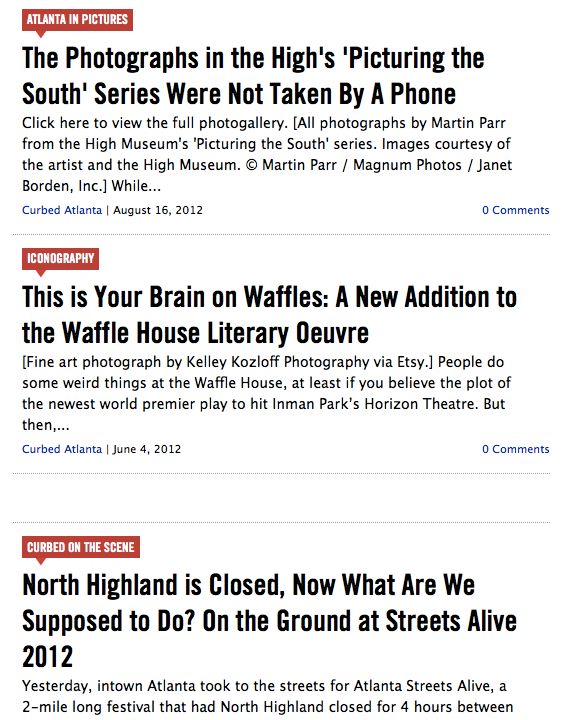 ATLANTA IN PICTURES
The Photographs in the High's 'Picturing the
South' Series Were Not Taken By A Phone
Click here to view the full photogallery. [All photographs by Martin Parr
from the High Museum's 'Picturing the South' series. Images courtesy of
the artist and the High Museum. © Martin Parr / Magnum Photos / Janet
Borden, Inc.] While...
Curbed Atlanta | August 16, 2012 0 Comments
ICONOGRAPHY
This is Your Brain on Waffles: A New Addition to
the Waffle House Literary Oeuvre
[Fine art photograph by Kelley Kozloff Photography via Etsy.] People do
some weird things at the Waffle House, at least if you believe the plot of
the newest world premier play to hit Inman Park’s Horizon Theatre. But
then,...
Curbed Atlanta | June 4, 2012 0 Comments
CURBED ON THE SCENE
North Highland is Closed, Now What Are We
Supposed to Do? On the Ground at Streets Alive
2012
Yesterday, intown Atlanta took to the streets for Atlanta Streets Alive, a
2-mile long festival that had North Highland closed for 4 hours between